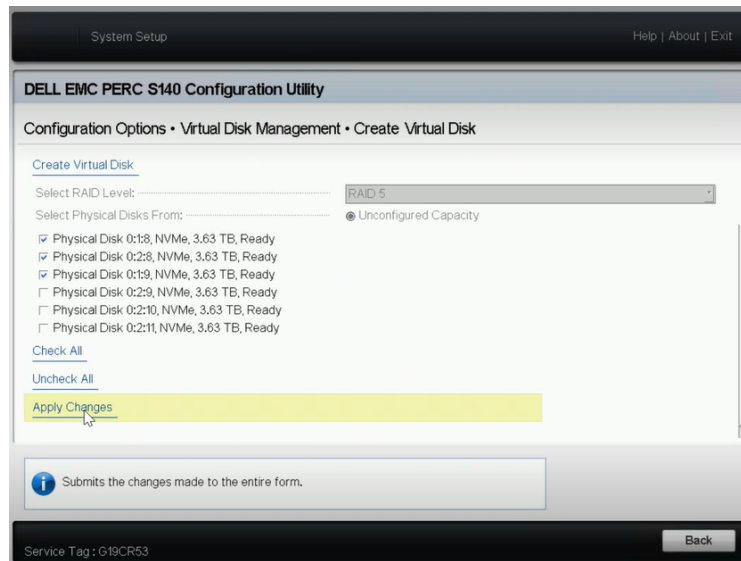 System Setup
Help | About | Exit
DELL EMC PERC S140 Configuration Utility
Configuration Options • Virtual Disk Management • Create Virtual Disk
Create Virtual Disk
Select RAID Level: RAID 5
Select Physical Disks From: Unconfigured Capacity
Physical Disk 0:1:8, NVMe, 3.63 TB, Ready
Physical Disk 0:2:8, NVMe, 3.63 TB, Ready
Physical Disk 0:1:9, NVMe, 3.63 TB, Ready
Physical Disk 0:2:9, NVMe, 3.63 TB, Ready
Physical Disk 0:2:10, NVMe, 3.63 TB, Ready
Physical Disk 0:2:11, NVMe, 3.63 TB, Ready
Check All
Uncheck All
Apply Changes
Submits the changes made to the entire form.
Back
Service Tag : G19CR53